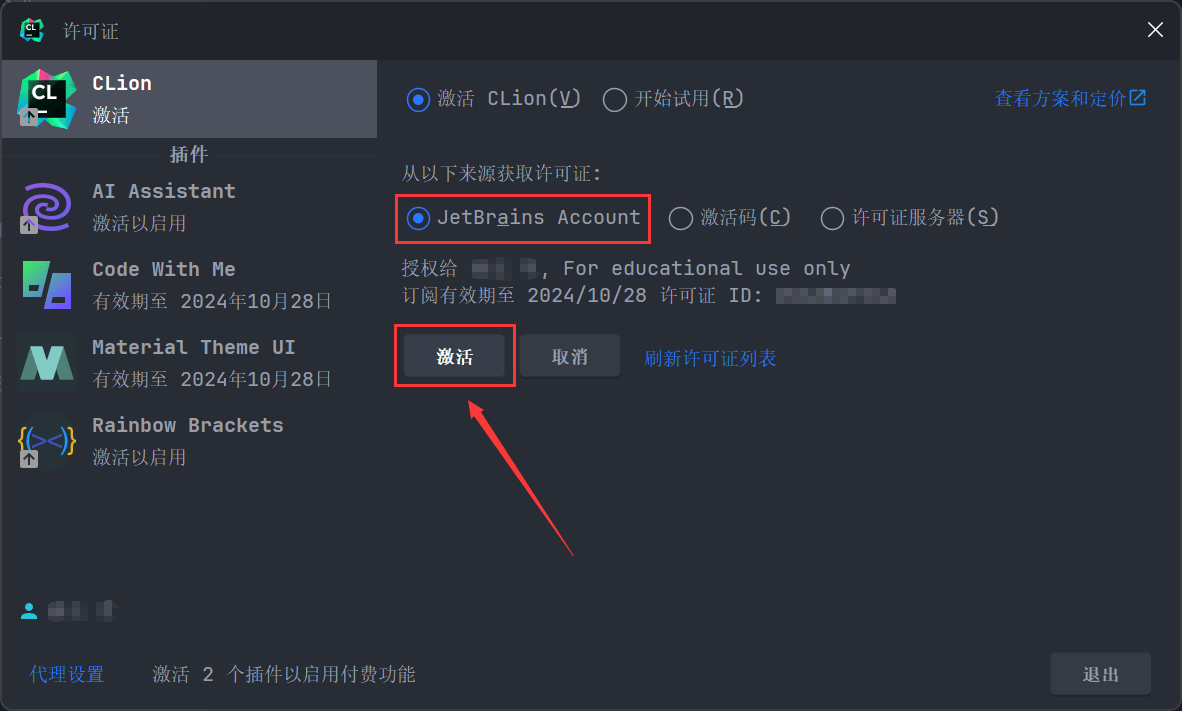 许可证
CLion
激活
插件
AI Assistant
激活以启用
Code With Me
有效期至 2024年10月28日
Material Theme UI
有效期至 2024年10月28日
Rainbow Brackets
激活以启用
代理设置
激活 2 个插件以启用付费功能
激活 CLion(V) 开始试用(R) 查看方案和定价
从以下来源获取许可证:
JetBrains Account 激活码(C) 许可证服务器(S)
授权给 , For educational use only
订阅有效期至 2024/10/28 许可证 ID:
激活 取消 刷新许可证列表
退出